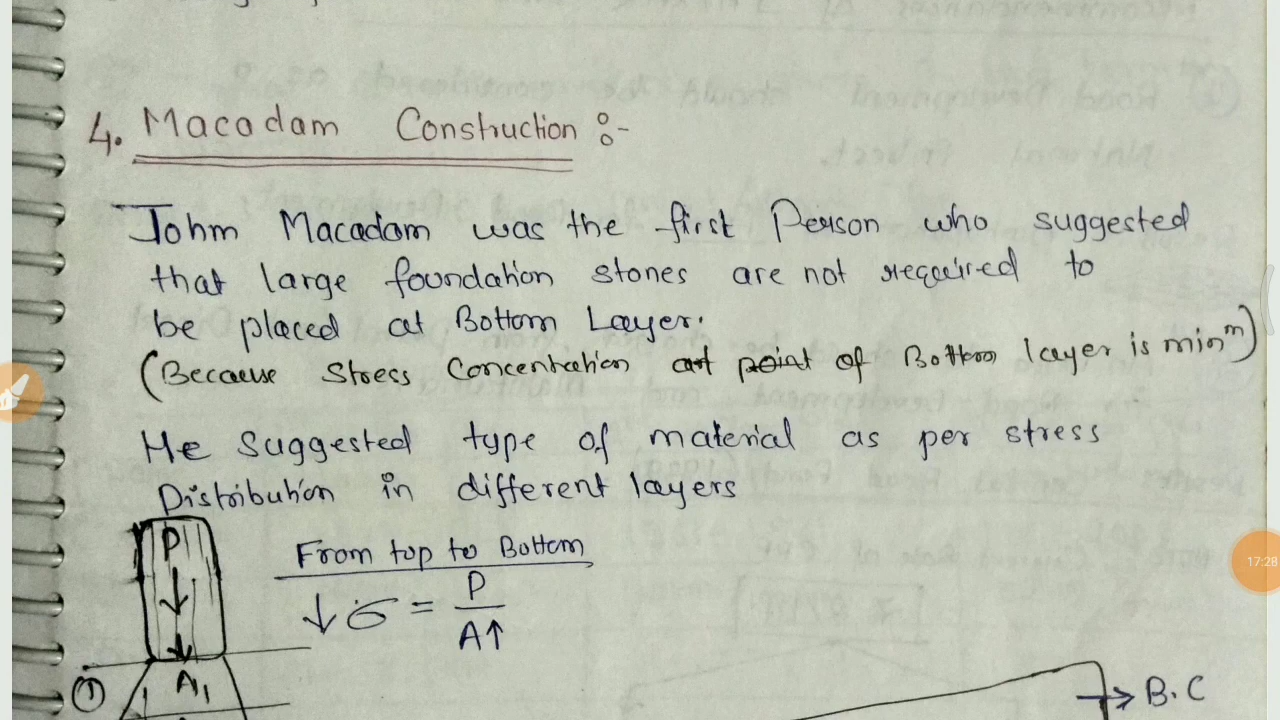 4. Macadam Construction :-
John Macadam was the first Person who suggested
that large foundation stones are not required to
be placed at Bottom Layer.
(Because Stress Concentration at point of Bottom layer is minᵐ)
He suggested type of material as per stress
Distribution in different layers
From top to Bottom
↓ σ = P
A↑
P
① A₁
→ B.C
17:28